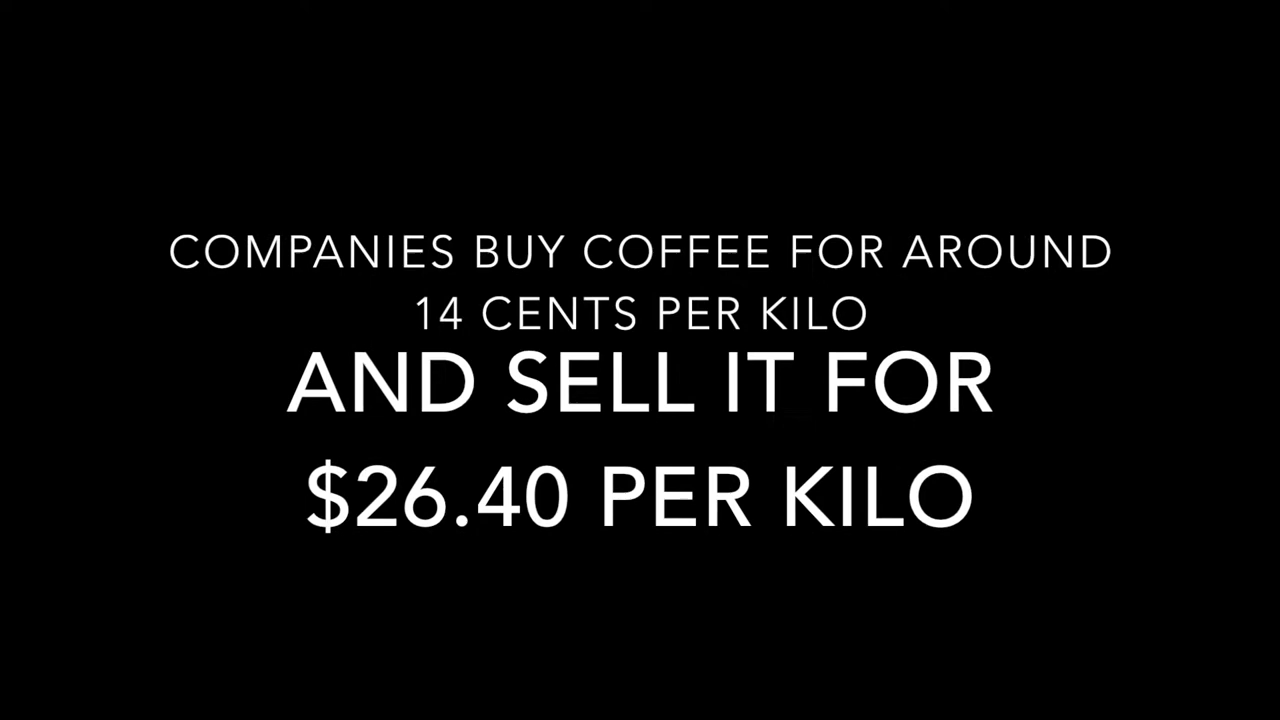 COMPANIES BUY COFFEE FOR AROUND
14 CENTS PER KILO
AND SELL IT FOR
$26.40 PER KILO